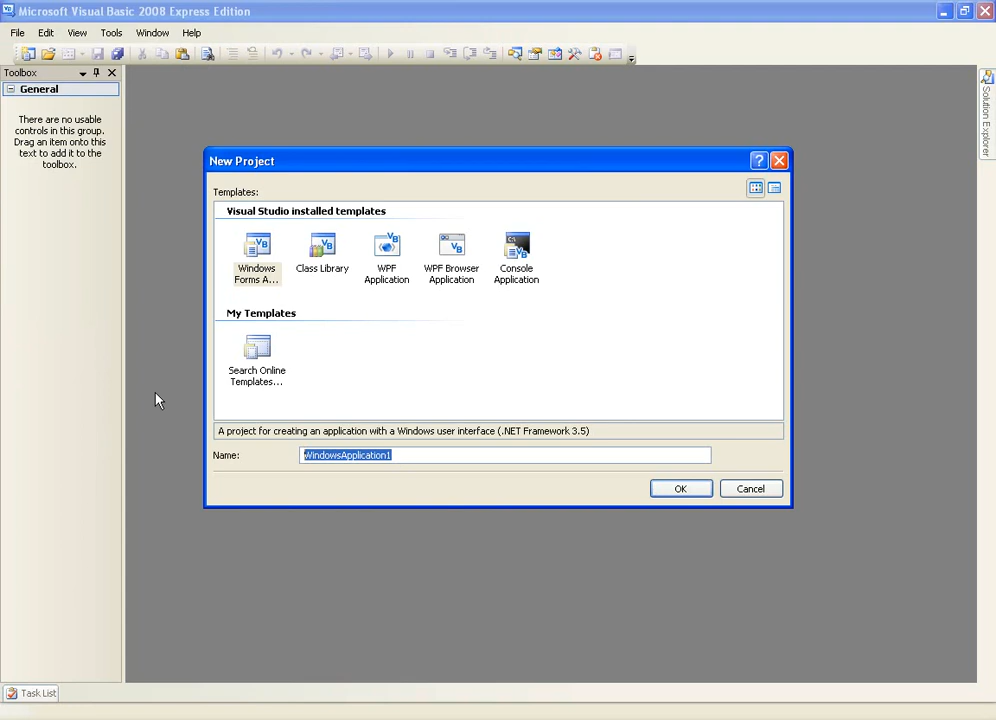 Microsoft Visual Basic 2008 Express Edition
File Edit View Tools Window Help
Toolbox
General
There are no usable
controls in this group.
Drag an item onto this
text to add it to the
toolbox.
Solution Explorer
New Project
Templates:
Visual Studio installed templates
Windows
Forms A...
Class Library
WPF
Application
WPF Browser
Application
Console
Application
My Templates
Search Online
Templates...
A project for creating an application with a Windows user interface (.NET Framework 3.5)
Name:
WindowsApplication1
OK
Cancel
Task List